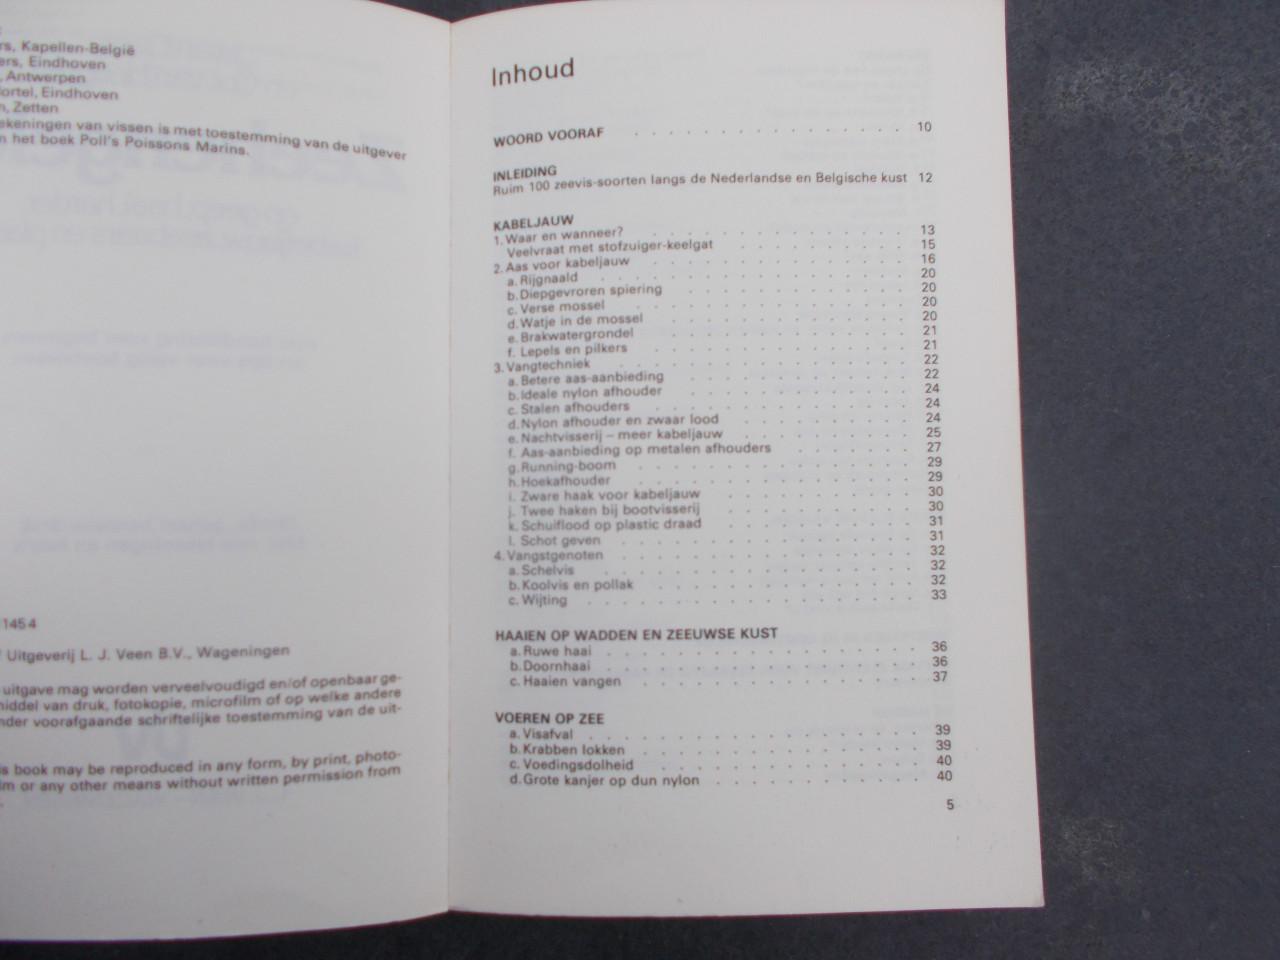 rs, Kapellen-België
ers, Eindhoven
, Antwerpen
ortel, Eindhoven
n, Zetten
ekeningen van vissen is met toestemming van de uitgever
n het boek Poll's Poissons Marins.
1454
Uitgeverij L. J. Veen B.V., Wageningen
uitgave mag worden verveelvoudigd en/of openbaar ge-
middel van druk, fotokopie, microfilm of op welke andere
nder voorafgaande schriftelijke toestemming van de uit-
is book may be reproduced in any form, by print, photo-
lm or any other means without written permission from
Inhoud
WOORD VOORAF . . . . . . . . . . . . . . . 10
INLEIDING
Ruim 100 zeevis-soorten langs de Nederlandse en Belgische kust 12
KABELJAUW
1. Waar en wanneer? . . . . . . . . . . . . . 13
Veelvraat met stofzuiger-keelgat . . . . . . . . . 15
2. Aas voor kabeljauw . . . . . . . . . . . . . 16
a. Rijgnaald . . . . . . . . . . . . . . . 20
b. Diepgevroren spiering . . . . . . . . . . . 20
c. Verse mossel . . . . . . . . . . . . . . 20
d. Watje in de mossel . . . . . . . . . . . . 20
e. Brakwatergrondel . . . . . . . . . . . . . 21
f. Lepels en pilkers . . . . . . . . . . . . . 21
3. Vangtechniek . . . . . . . . . . . . . . 22
a. Betere aas-aanbieding . . . . . . . . . . . 22
b. Ideale nylon afhouder . . . . . . . . . . . 24
c. Stalen afhouders . . . . . . . . . . . . . 24
d. Nylon afhouder en zwaar lood . . . . . . . . . 24
e. Nachtvisserij – meer kabeljauw . . . . . . . . . 25
f. Aas-aanbieding op metalen afhouders . . . . . . 27
g. Running-boom . . . . . . . . . . . . . . 29
h. Hoekafhouder . . . . . . . . . . . . . . 29
i. Zware haak voor kabeljauw . . . . . . . . . . 30
j. Twee haken bij bootvisserij . . . . . . . . . . 30
k. Schuiflood op plastic draad . . . . . . . . . . 31
l. Schot geven . . . . . . . . . . . . . . 31
4. Vangstgenoten . . . . . . . . . . . . . . 32
a. Schelvis . . . . . . . . . . . . . . . 32
b. Koolvis en pollak . . . . . . . . . . . . . 32
c. Wijting . . . . . . . . . . . . . . . . 33
HAAIEN OP WADDEN EN ZEEUWSE KUST
a. Ruwe haai . . . . . . . . . . . . . . . 36
b. Doornhaai . . . . . . . . . . . . . . . 36
c. Haaien vangen . . . . . . . . . . . . . . 37
VOEREN OP ZEE
a. Visafval . . . . . . . . . . . . . . . . 39
b. Krabben lokken . . . . . . . . . . . . . . 39
c. Voedingsdolheid . . . . . . . . . . . . . 40
d. Grote kanjer op dun nylon . . . . . . . . . . 40
5